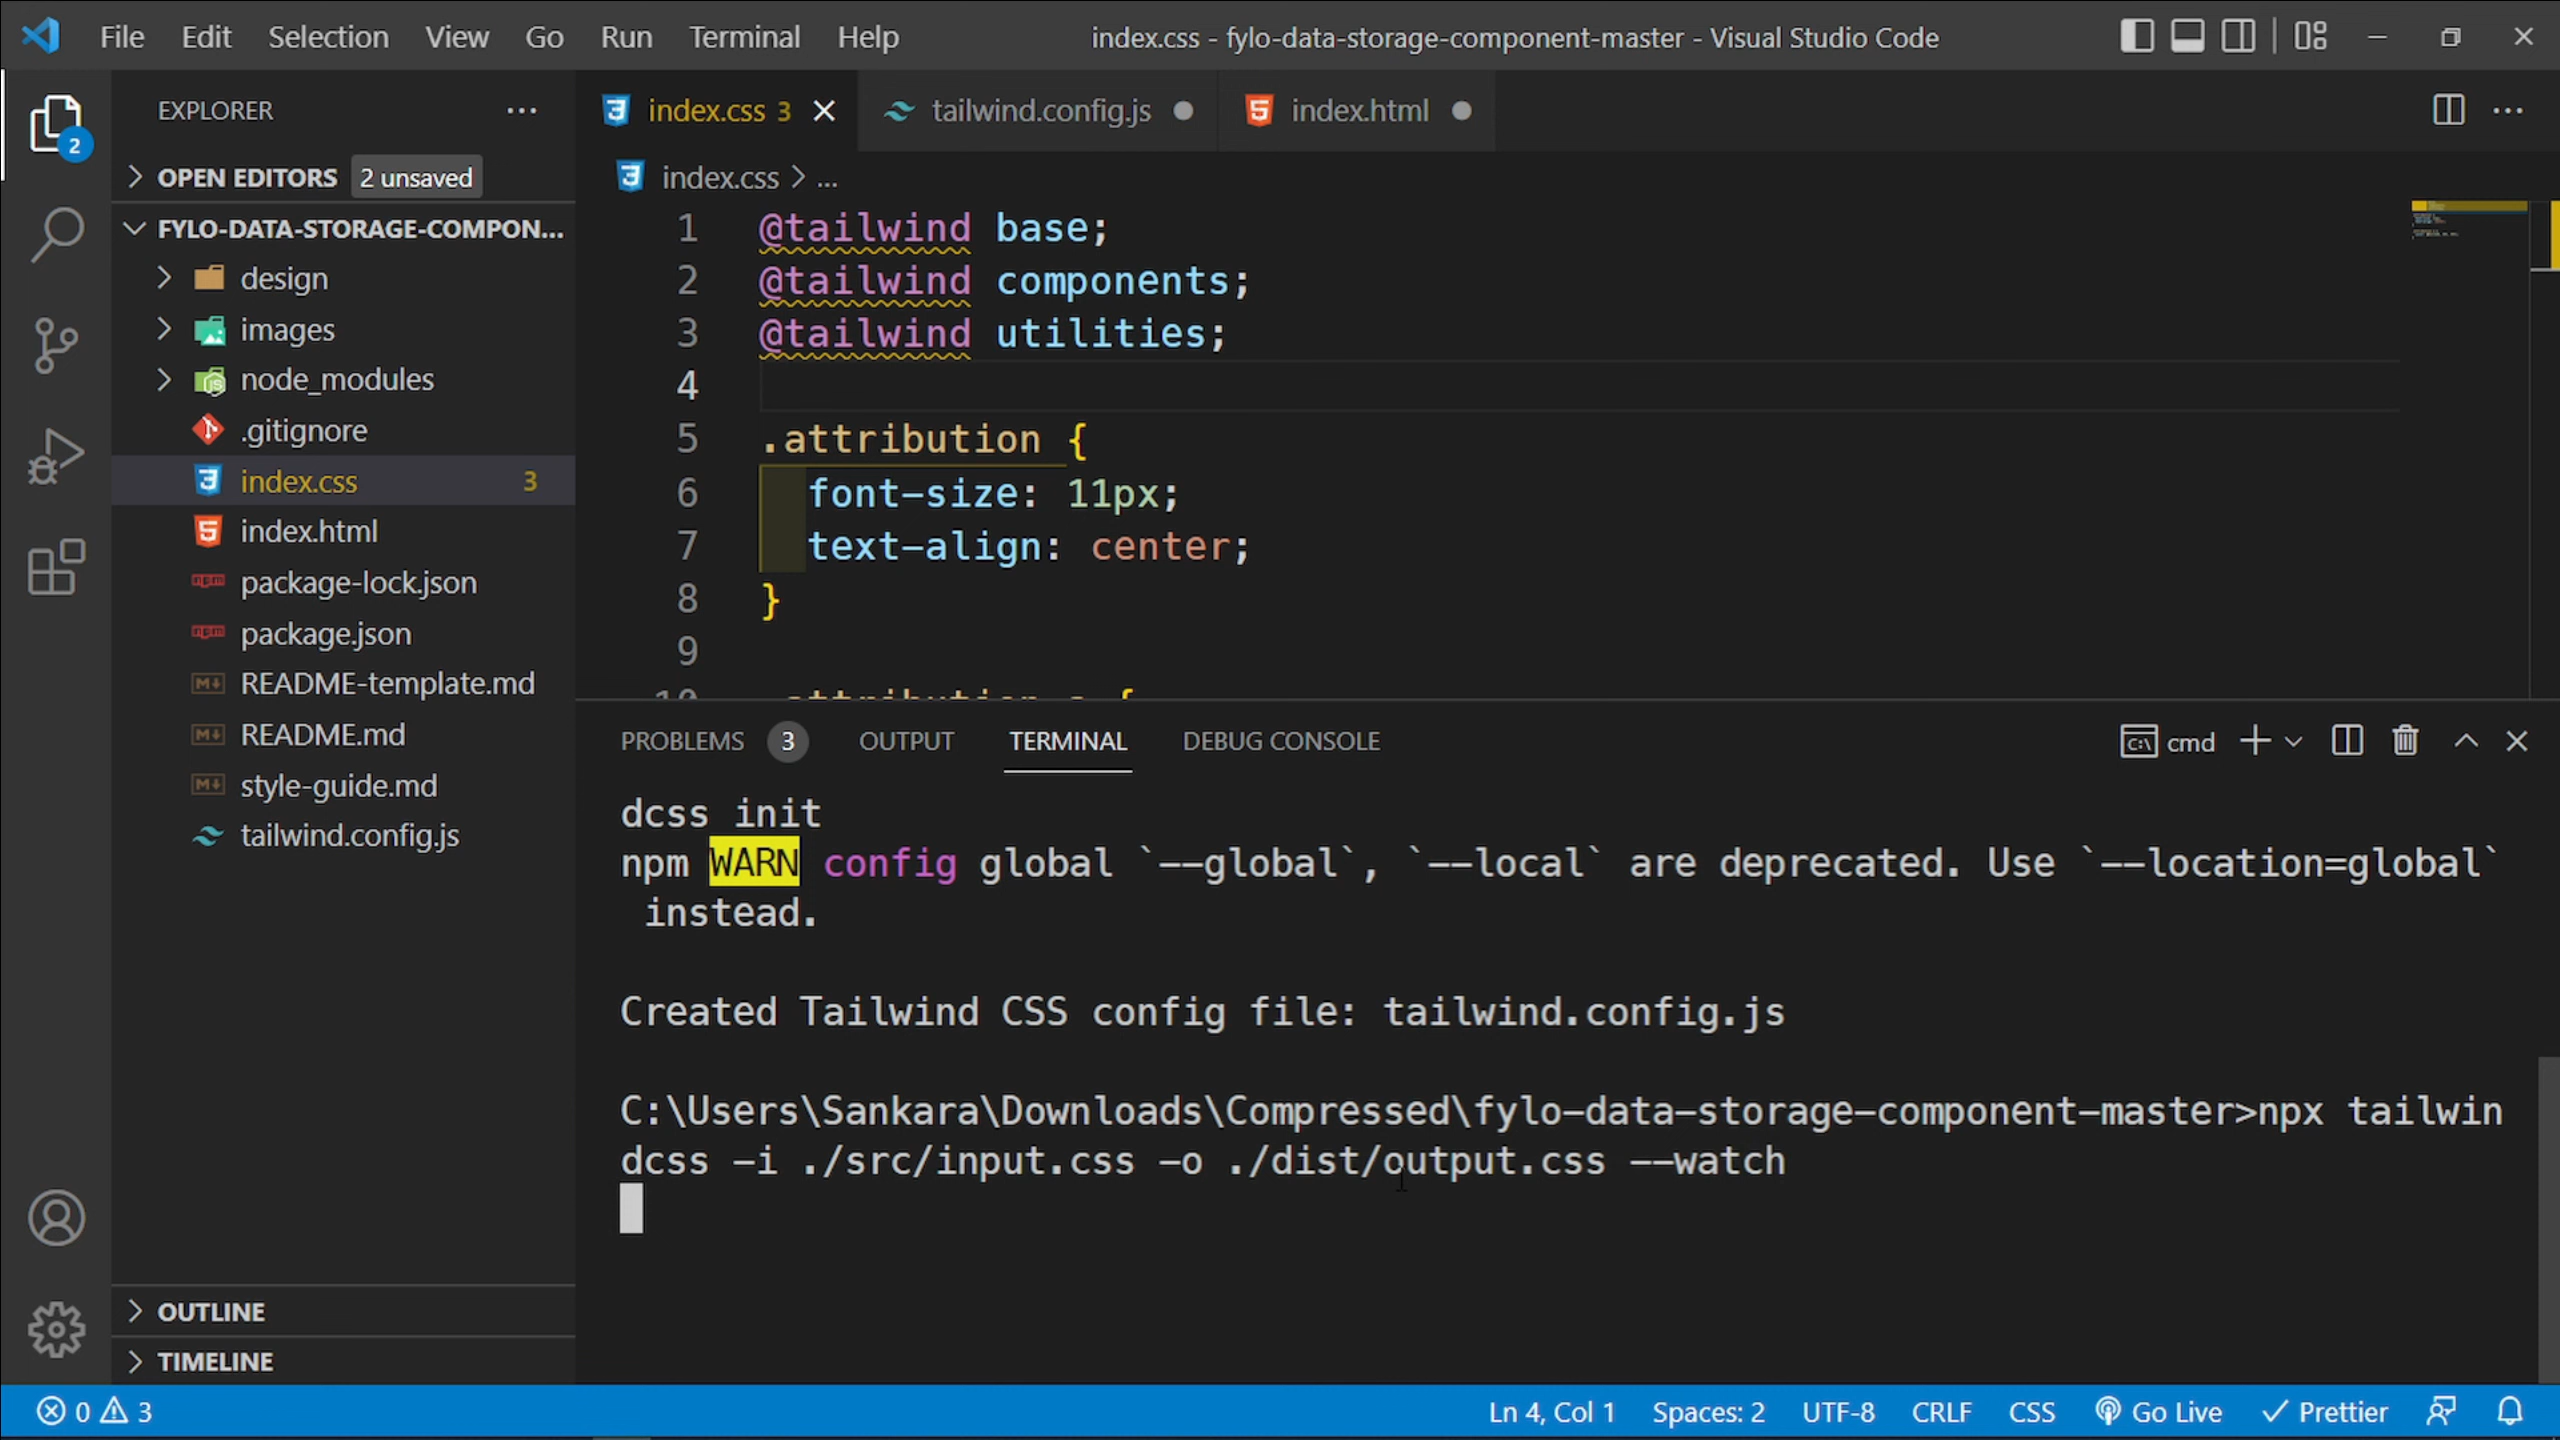 File Edit Selection View Go Run Terminal Help
index.css - fylo-data-storage-component-master - Visual Studio Code
EXPLORER
2
OPEN EDITORS 2 unsaved
FYLO-DATA-STORAGE-COMPON...
design
images
node_modules
.gitignore
index.css 3
index.html
package-lock.json
package.json
README-template.md
README.md
style-guide.md
tailwind.config.js
OUTLINE
TIMELINE
index.css 3 tailwind.config.js index.html
index.css > ...
1 @tailwind base;
2 @tailwind components;
3 @tailwind utilities;
4
5 .attribution {
6 font-size: 11px;
7 text-align: center;
8 }
9
10 .attribution a {
PROBLEMS 3 OUTPUT TERMINAL DEBUG CONSOLE
cmd
dcss init
npm WARN config global `--global`, `--local` are deprecated. Use `--location=global`
instead.
Created Tailwind CSS config file: tailwind.config.js
C:\Users\Sankara\Downloads\Compressed\fylo-data-storage-component-master>npx tailwin
dcss -i ./src/input.css -o ./dist/output.css --watch
0 3
Ln 4, Col 1 Spaces: 2 UTF-8 CRLF CSS Go Live Prettier